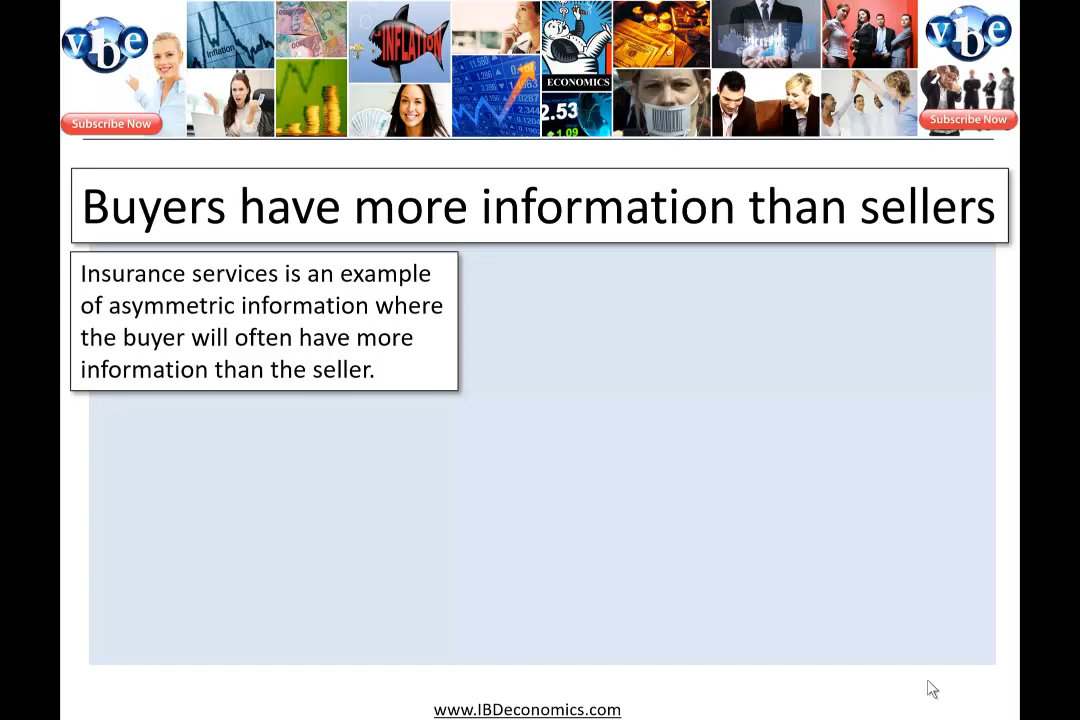 vbe
Inflation
INFLATION
ECONOMICS
2.53
1.09
vbe
Subscribe Now
Subscribe Now
Buyers have more information than sellers
Insurance services is an example
of asymmetric information where
the buyer will often have more
information than the seller.
www.IBDeconomics.com